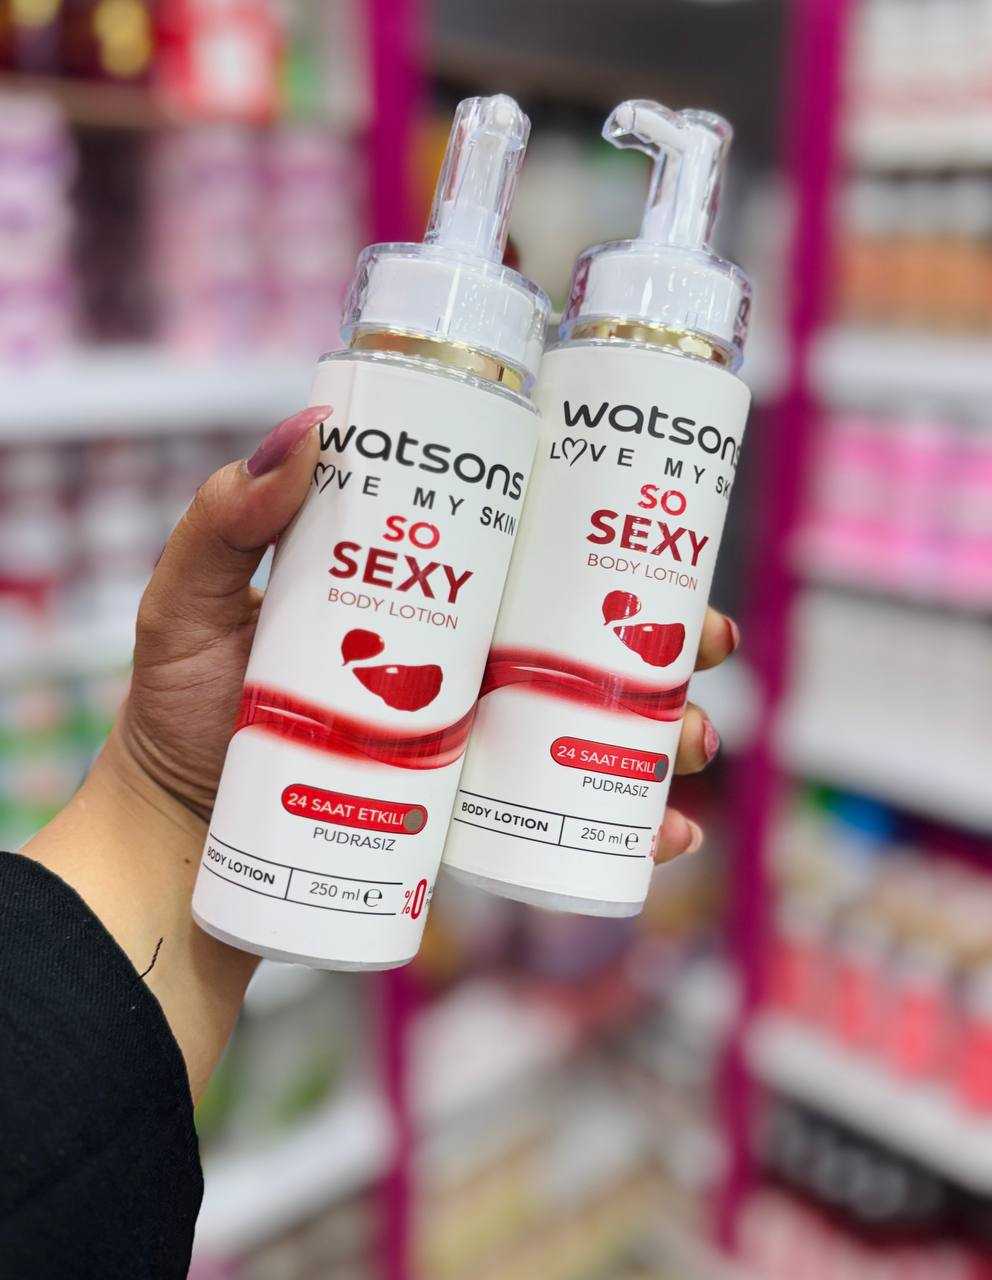 watsons
LOVE MY SKIN
SO
SEXY
BODY LOTION
24 SAAT ETKILI
PUDRASIZ
BODY LOTION 250 ml ℮
%0
watsons
LOVE MY SK
SO
SEXY
BODY LOTION
24 SAAT ETKILI
PUDRASIZ
BODY LOTION 250 ml ℮